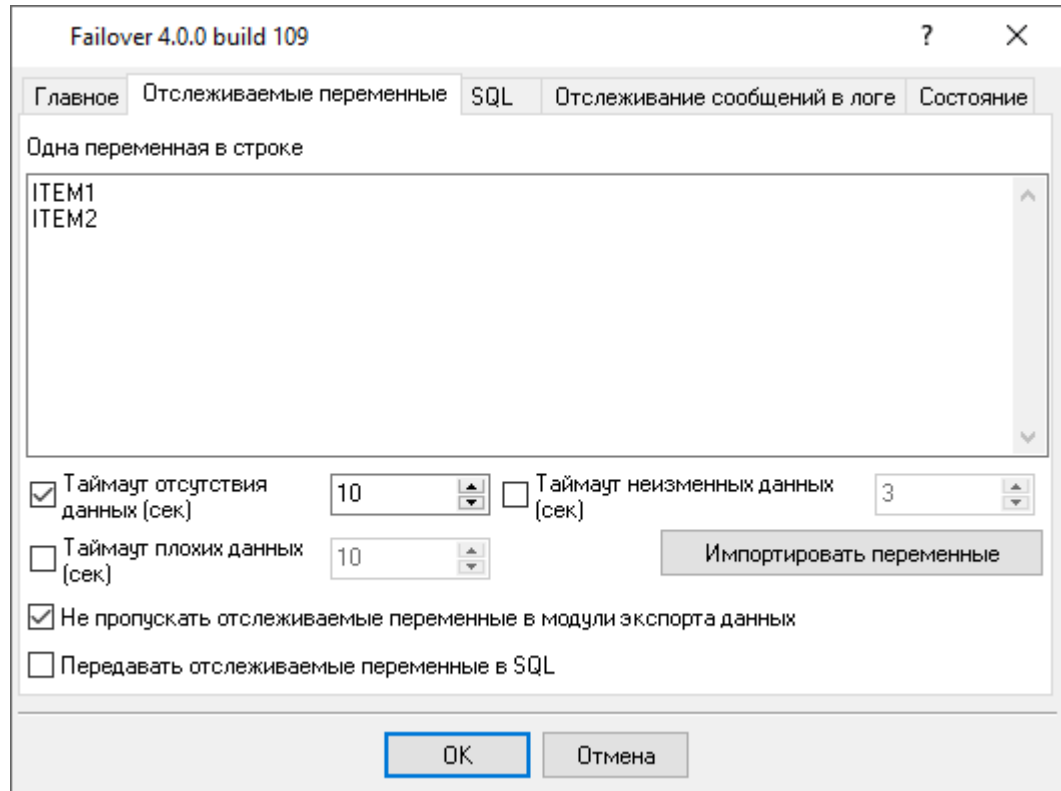 Failover 4.0.0 build 109
?
Главное
Отслеживаемые переменные
SQL
Отслеживание сообщений в логе
Состояние
Одна переменная в строке
ITEM1
ITEM2
Таймаут отсутствия
данных (сек)
10
Таймаут неизменных данных
(сек)
3
Таймаут плохих данных
(сек)
10
Импортировать переменные
Не пропускать отслеживаемые переменные в модули экспорта данных
Передавать отслеживаемые переменные в SQL
OK
Отмена